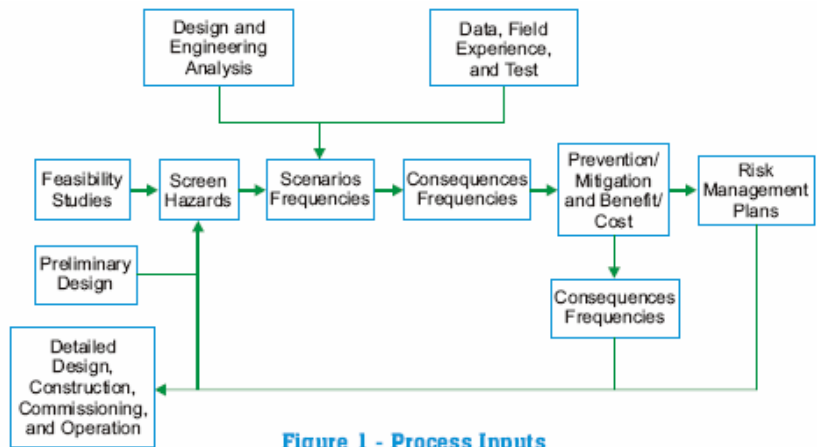 Design and
Engineering
Analysis
Data, Field
Experience,
and Test
Feasibility
Studies
Screen
Hazards
Scenarios
Frequencies
Consequences
Frequencies
Prevention/
Mitigation
and Benefit/
Cost
Risk
Management
Plans
Preliminary
Design
Consequences
Frequencies
Detailed
Design,
Construction,
Commissioning,
and Operation
Figure 1 - Process Inputs